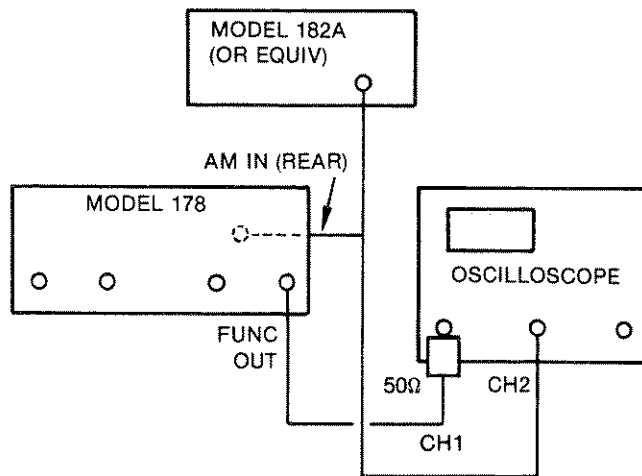 MODEL 182A
(OR EQUIV)
AM IN (REAR)
MODEL 178
OSCILLOSCOPE
FUNC
OUT
50Ω
CH2
CH1